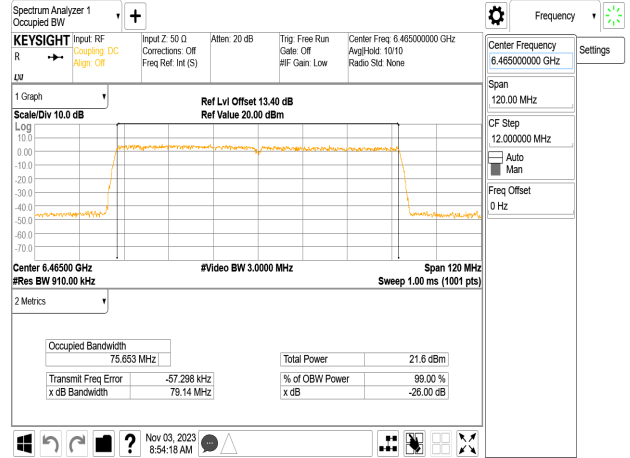 Spectrum Analyzer 1
Occupied BW
Frequency
KEYSIGHT
R
Input: RF
Coupling: DC
Align: Off
Input Z: 50 Ω
Corrections: Off
Freq Ref: Int (S)
Atten: 20 dB
Trig: Free Run
Gate: Off
#IF Gain: Low
Center Freq: 6.465000000 GHz
Avg|Hold: 10/10
Radio Std: None
Center Frequency
6.465000000 GHz
Settings
Span
120.00 MHz
CF Step
12.000000 MHz
Auto
Man
Freq Offset
0 Hz
1 Graph
Scale/Div 10.0 dB
Ref Lvl Offset 13.40 dB
Ref Value 20.00 dBm
Log
10.0
0.00
-10.0
-20.0
-30.0
-40.0
-50.0
-60.0
-70.0
Center 6.46500 GHz
#Res BW 910.00 kHz
#Video BW 3.0000 MHz
Span 120 MHz
Sweep 1.00 ms (1001 pts)
2 Metrics
Occupied Bandwidth
75.653 MHz
Total Power 21.6 dBm
Transmit Freq Error -57.298 kHz
% of OBW Power 99.00 %
x dB Bandwidth 79.14 MHz
x dB -26.00 dB
?
Nov 03, 2023
8:54:18 AM